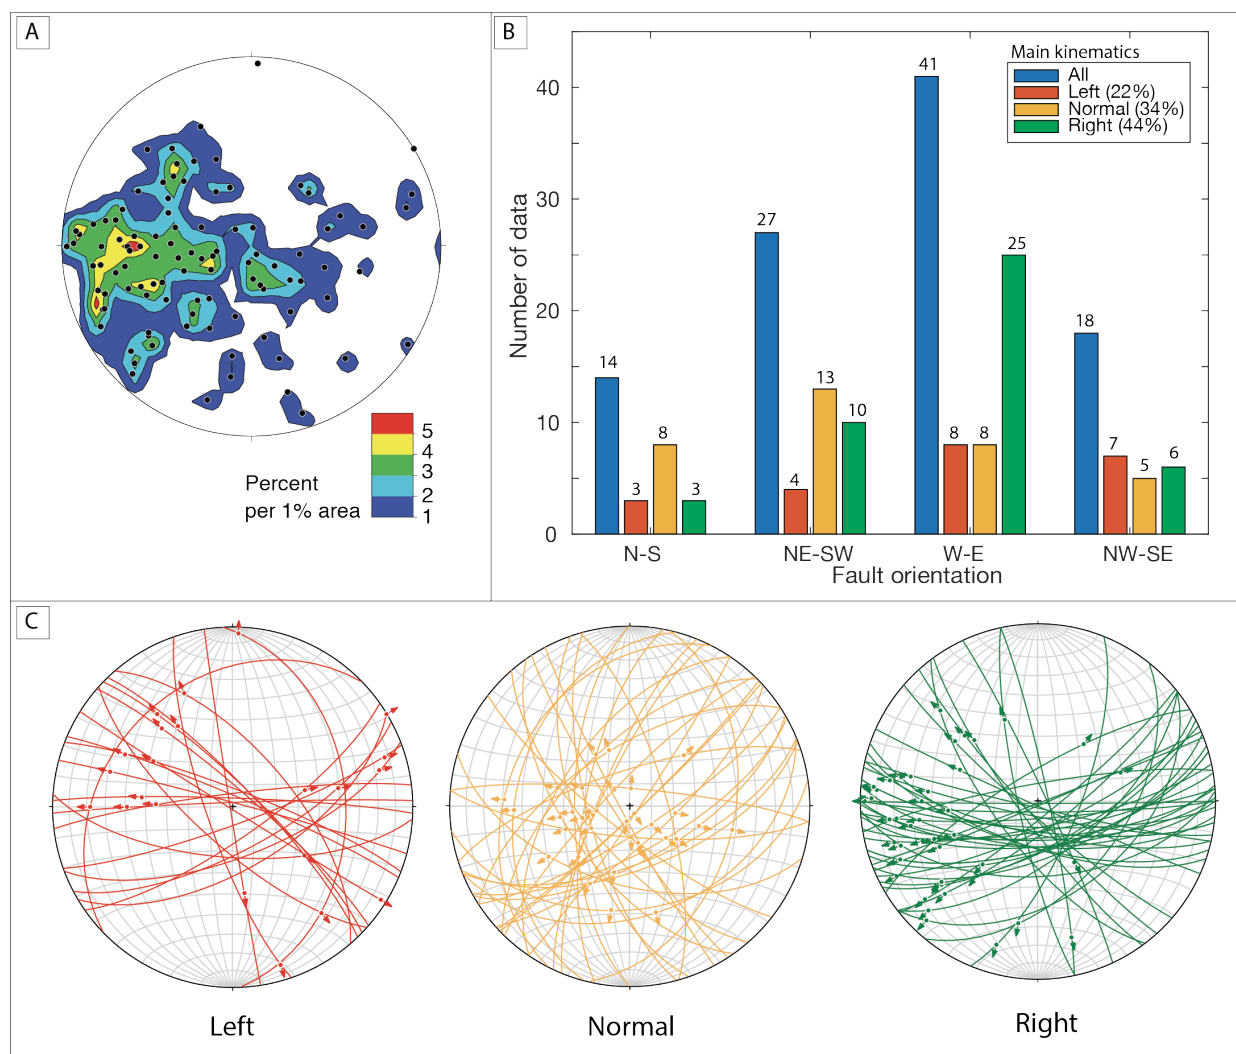 A
Percent
per 1% area
5
4
3
2
1
B
Main kinematics
All
Left (22%)
Normal (34%)
Right (44%)
Number of data
40
30
20
10
0
14
3
8
3
27
4
13
10
41
8
8
25
18
7
5
6
N-S
NE-SW
W-E
NW-SE
Fault orientation
C
Left
Normal
Right